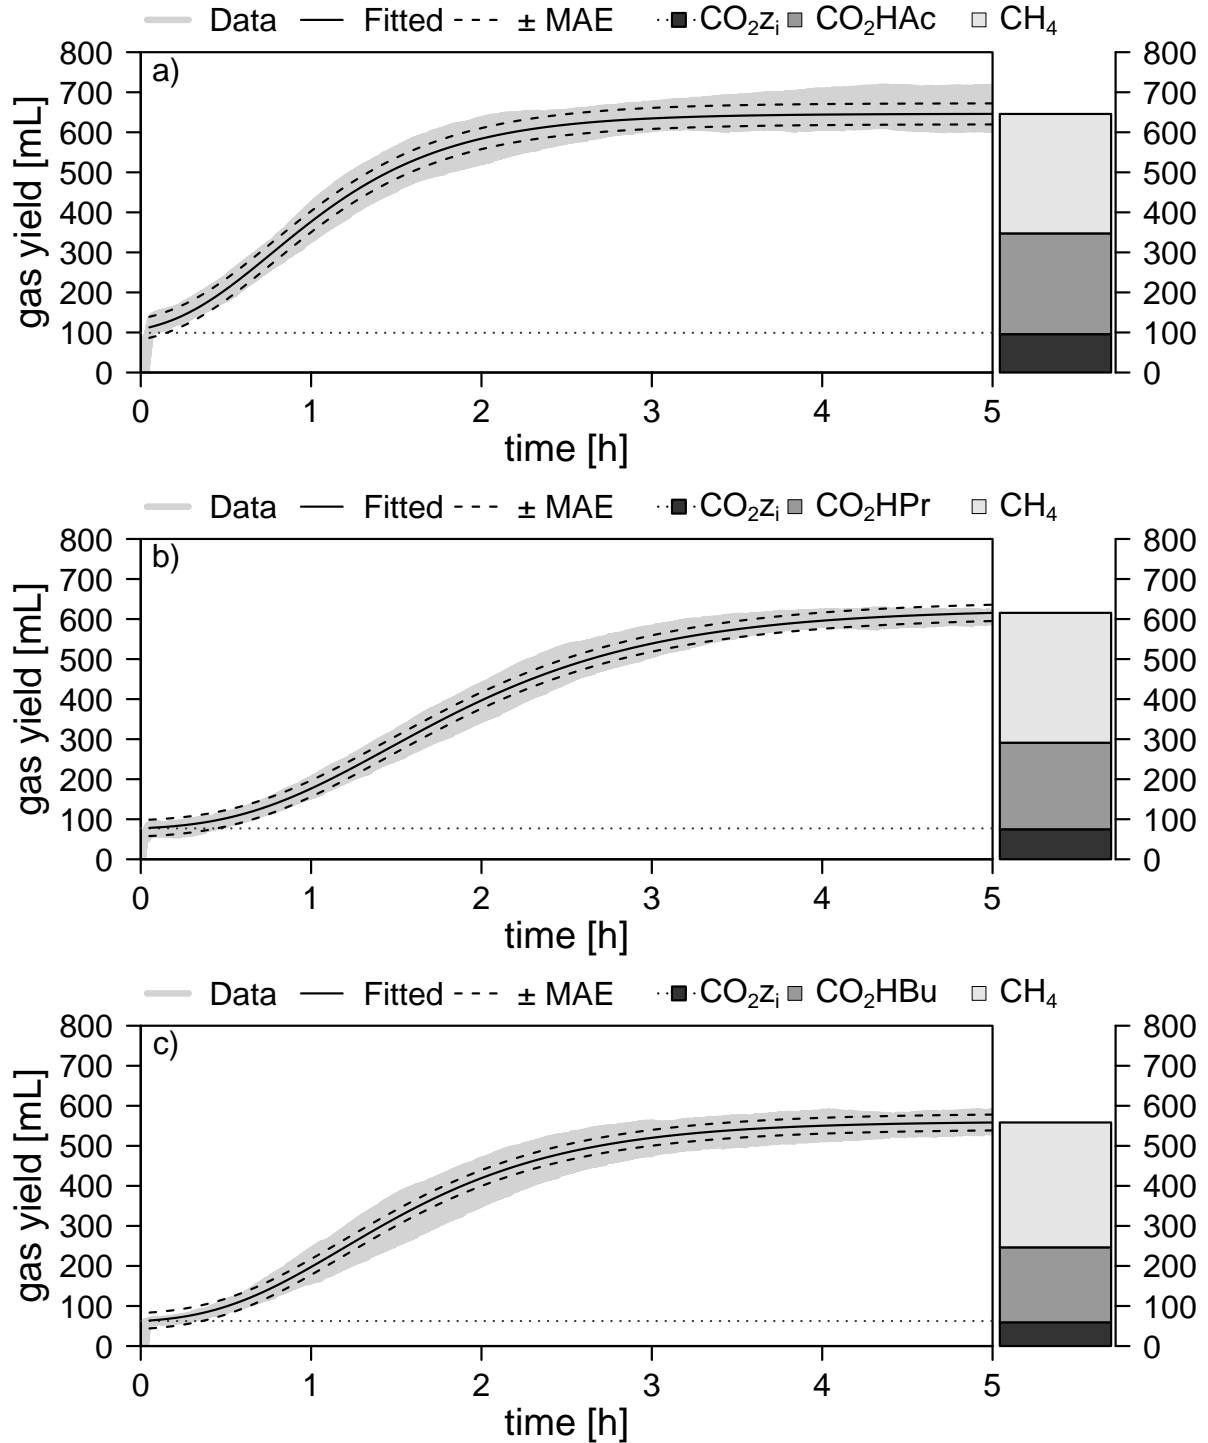 Data Fitted ± MAE CO₂zᵢ CO₂HAc CH₄
a)
800 800
700 700
600 600
500 500
400 400
300 300
200 200
100 100
0 0
gas yield [mL]
0 1 2 3 4 5
time [h]
Data Fitted ± MAE CO₂zᵢ CO₂HPr CH₄
b)
800 800
700 700
600 600
500 500
400 400
300 300
200 200
100 100
0 0
gas yield [mL]
0 1 2 3 4 5
time [h]
Data Fitted ± MAE CO₂zᵢ CO₂HBu CH₄
c)
800 800
700 700
600 600
500 500
400 400
300 300
200 200
100 100
0 0
gas yield [mL]
0 1 2 3 4 5
time [h]